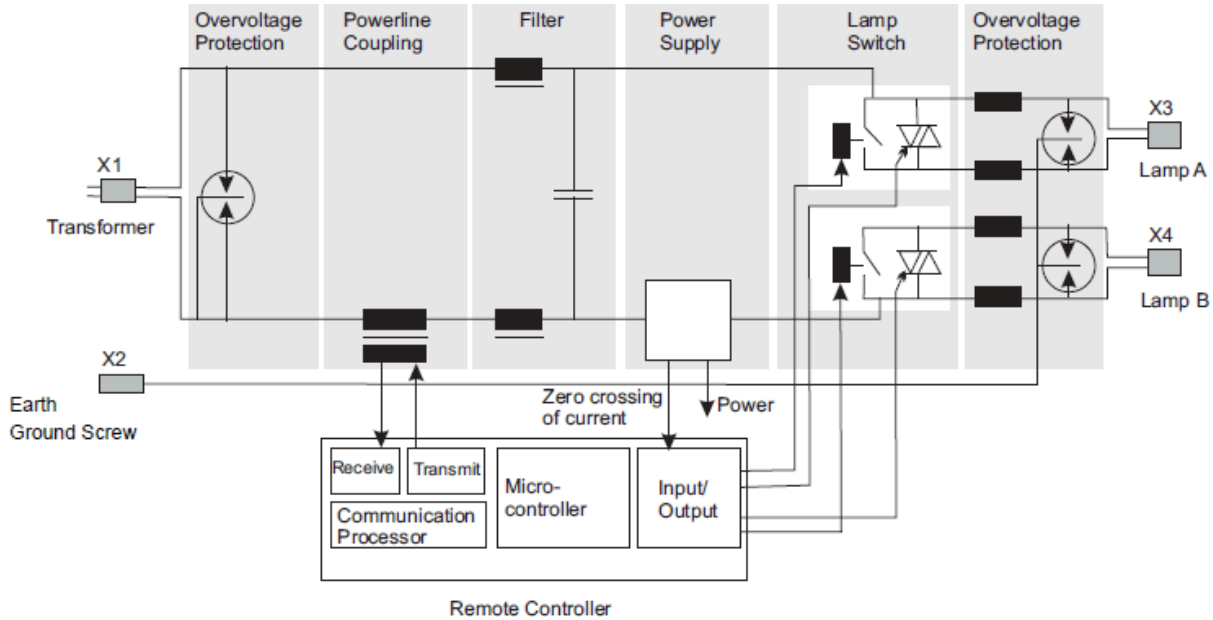 Overvoltage
Protection
Powerline
Coupling
Filter
Power
Supply
Lamp
Switch
Overvoltage
Protection
X1
Transformer
X3
Lamp A
X4
Lamp B
X2
Earth
Ground Screw
Zero crossing
of current
Power
Receive
Transmit
Communication
Processor
Micro-
controller
Input/
Output
Remote Controller